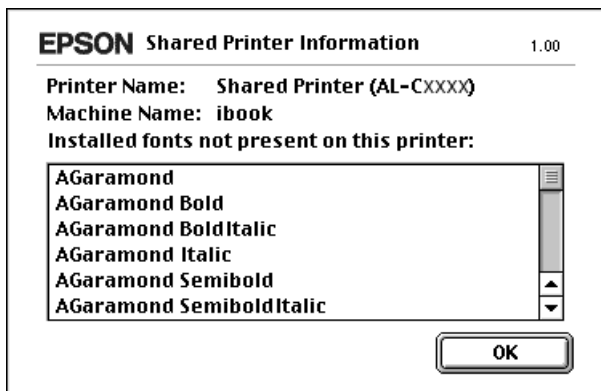 EPSON Shared Printer Information 1.00
Printer Name: Shared Printer (AL-CXXXX)
Machine Name: ibook
Installed fonts not present on this printer:
AGaramond
AGaramond Bold
AGaramond BoldItalic
AGaramond Italic
AGaramond Semibold
AGaramond SemiboldItalic
OK